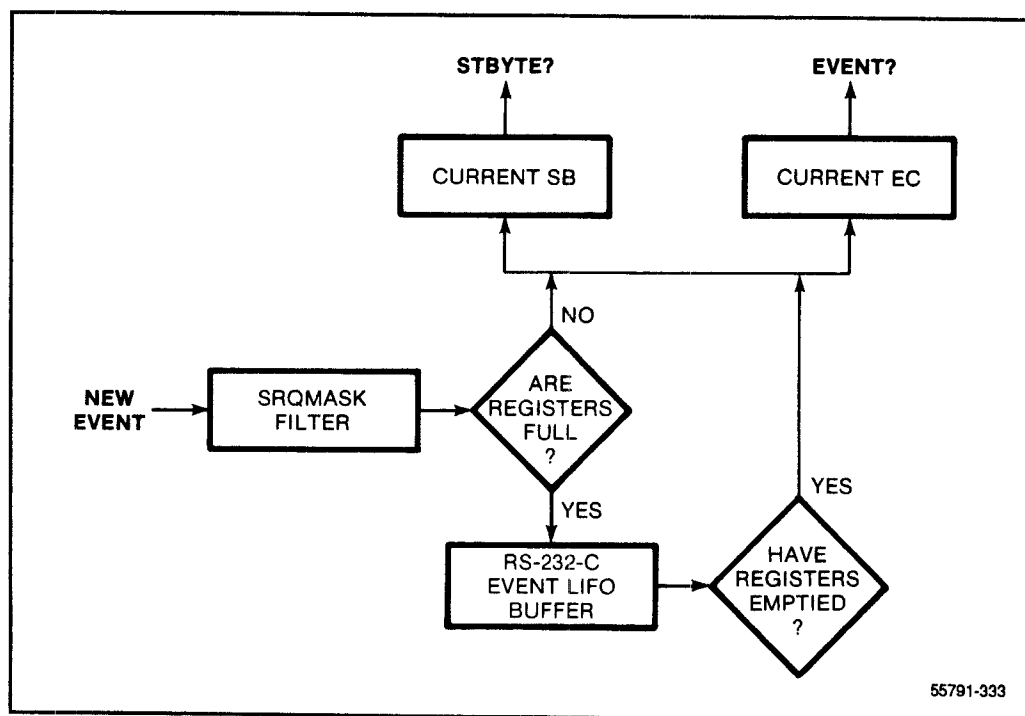 STBYTE?
EVENT?
CURRENT SB
CURRENT EC
NO
NEW
EVENT
SRQMASK
FILTER
ARE
REGISTERS
FULL
?
YES
YES
RS-232-C
EVENT LIFO
BUFFER
HAVE
REGISTERS
EMPTIED
?
55791-333